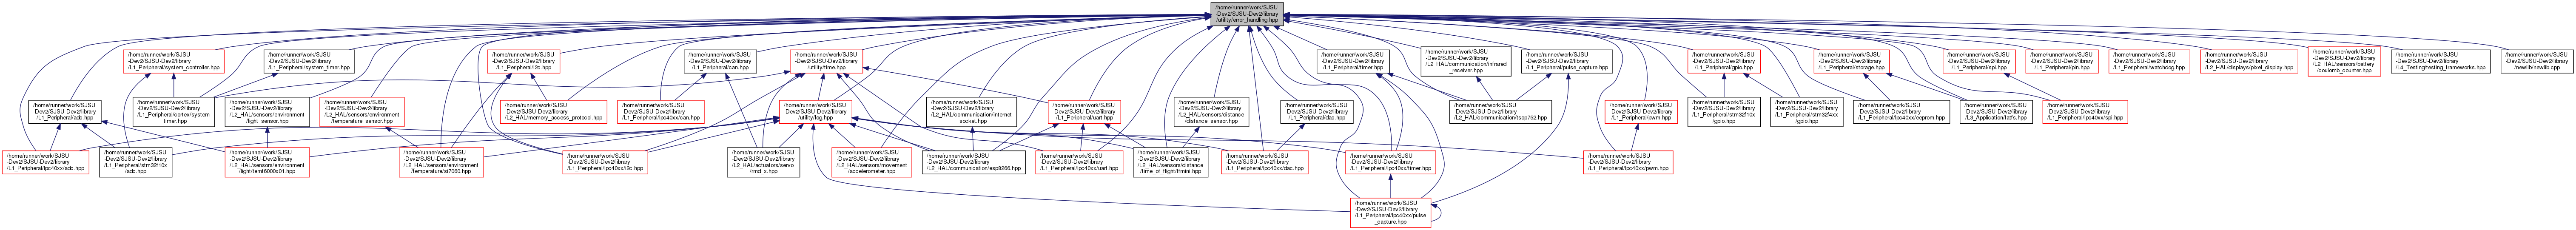 /home/runner/work/SJSU
-Dev2/SJSU-Dev2/library
/utility/error_handling.hpp
/home/runner/work/SJSU
-Dev2/SJSU-Dev2/library
/L1_Peripheral/system_controller.hpp
/home/runner/work/SJSU
-Dev2/SJSU-Dev2/library
/L1_Peripheral/system_timer.hpp
/home/runner/work/SJSU
-Dev2/SJSU-Dev2/library
/L1_Peripheral/i2c.hpp
/home/runner/work/SJSU
-Dev2/SJSU-Dev2/library
/L1_Peripheral/can.hpp
/home/runner/work/SJSU
-Dev2/SJSU-Dev2/library
/utility/time.hpp
/home/runner/work/SJSU
-Dev2/SJSU-Dev2/library
/L1_Peripheral/timer.hpp
/home/runner/work/SJSU
-Dev2/SJSU-Dev2/library
/L2_HAL/communication/infrared
_receiver.hpp
/home/runner/work/SJSU
-Dev2/SJSU-Dev2/library
/L1_Peripheral/pulse_capture.hpp
/home/runner/work/SJSU
-Dev2/SJSU-Dev2/library
/L1_Peripheral/gpio.hpp
/home/runner/work/SJSU
-Dev2/SJSU-Dev2/library
/L1_Peripheral/storage.hpp
/home/runner/work/SJSU
-Dev2/SJSU-Dev2/library
/L1_Peripheral/spi.hpp
/home/runner/work/SJSU
-Dev2/SJSU-Dev2/library
/L1_Peripheral/pin.hpp
/home/runner/work/SJSU
-Dev2/SJSU-Dev2/library
/L1_Peripheral/watchdog.hpp
/home/runner/work/SJSU
-Dev2/SJSU-Dev2/library
/L2_HAL/displays/pixel_display.hpp
/home/runner/work/SJSU
-Dev2/SJSU-Dev2/library
/L2_HAL/sensors/battery
/coulomb_counter.hpp
/home/runner/work/SJSU
-Dev2/SJSU-Dev2/library
/L4_Testing/testing_frameworks.hpp
/home/runner/work/SJSU
-Dev2/SJSU-Dev2/library
/newlib/newlib.cpp
/home/runner/work/SJSU
-Dev2/SJSU-Dev2/library
/L1_Peripheral/adc.hpp
/home/runner/work/SJSU
-Dev2/SJSU-Dev2/library
/L1_Peripheral/cortex/system
_timer.hpp
/home/runner/work/SJSU
-Dev2/SJSU-Dev2/library
/L2_HAL/sensors/environment
/light_sensor.hpp
/home/runner/work/SJSU
-Dev2/SJSU-Dev2/library
/L2_HAL/sensors/environment
/temperature_sensor.hpp
/home/runner/work/SJSU
-Dev2/SJSU-Dev2/library
/L2_HAL/memory_access_protocol.hpp
/home/runner/work/SJSU
-Dev2/SJSU-Dev2/library
/L1_Peripheral/lpc40xx/can.hpp
/home/runner/work/SJSU
-Dev2/SJSU-Dev2/library
/utility/log.hpp
/home/runner/work/SJSU
-Dev2/SJSU-Dev2/library
/L2_HAL/communication/internet
_socket.hpp
/home/runner/work/SJSU
-Dev2/SJSU-Dev2/library
/L1_Peripheral/uart.hpp
/home/runner/work/SJSU
-Dev2/SJSU-Dev2/library
/L2_HAL/sensors/distance
/distance_sensor.hpp
/home/runner/work/SJSU
-Dev2/SJSU-Dev2/library
/L1_Peripheral/dac.hpp
/home/runner/work/SJSU
-Dev2/SJSU-Dev2/library
/L2_HAL/communication/tsop752.hpp
/home/runner/work/SJSU
-Dev2/SJSU-Dev2/library
/L1_Peripheral/pwm.hpp
/home/runner/work/SJSU
-Dev2/SJSU-Dev2/library
/L1_Peripheral/stm32f10x
/gpio.hpp
/home/runner/work/SJSU
-Dev2/SJSU-Dev2/library
/L1_Peripheral/stm32f4xx
/gpio.hpp
/home/runner/work/SJSU
-Dev2/SJSU-Dev2/library
/L1_Peripheral/lpc40xx/eeprom.hpp
/home/runner/work/SJSU
-Dev2/SJSU-Dev2/library
/L3_Application/fatfs.hpp
/home/runner/work/SJSU
-Dev2/SJSU-Dev2/library
/L1_Peripheral/lpc40xx/spi.hpp
/home/runner/work/SJSU
-Dev2/SJSU-Dev2/library
/L1_Peripheral/lpc40xx/adc.hpp
/home/runner/work/SJSU
-Dev2/SJSU-Dev2/library
/L1_Peripheral/stm32f10x
/adc.hpp
/home/runner/work/SJSU
-Dev2/SJSU-Dev2/library
/L2_HAL/sensors/environment
/light/temt6000x01.hpp
/home/runner/work/SJSU
-Dev2/SJSU-Dev2/library
/L2_HAL/sensors/environment
/temperature/si7060.hpp
/home/runner/work/SJSU
-Dev2/SJSU-Dev2/library
/L1_Peripheral/lpc40xx/i2c.hpp
/home/runner/work/SJSU
-Dev2/SJSU-Dev2/library
/L2_HAL/actuators/servo
/rmd_x.hpp
/home/runner/work/SJSU
-Dev2/SJSU-Dev2/library
/L2_HAL/sensors/movement
/accelerometer.hpp
/home/runner/work/SJSU
-Dev2/SJSU-Dev2/library
/L2_HAL/communication/esp8266.hpp
/home/runner/work/SJSU
-Dev2/SJSU-Dev2/library
/L1_Peripheral/lpc40xx/uart.hpp
/home/runner/work/SJSU
-Dev2/SJSU-Dev2/library
/L2_HAL/sensors/distance
/time_of_flight/tfmini.hpp
/home/runner/work/SJSU
-Dev2/SJSU-Dev2/library
/L1_Peripheral/lpc40xx/dac.hpp
/home/runner/work/SJSU
-Dev2/SJSU-Dev2/library
/L1_Peripheral/lpc40xx/timer.hpp
/home/runner/work/SJSU
-Dev2/SJSU-Dev2/library
/L1_Peripheral/lpc40xx/pwm.hpp
/home/runner/work/SJSU
-Dev2/SJSU-Dev2/library
/L1_Peripheral/lpc40xx/pulse
_capture.hpp